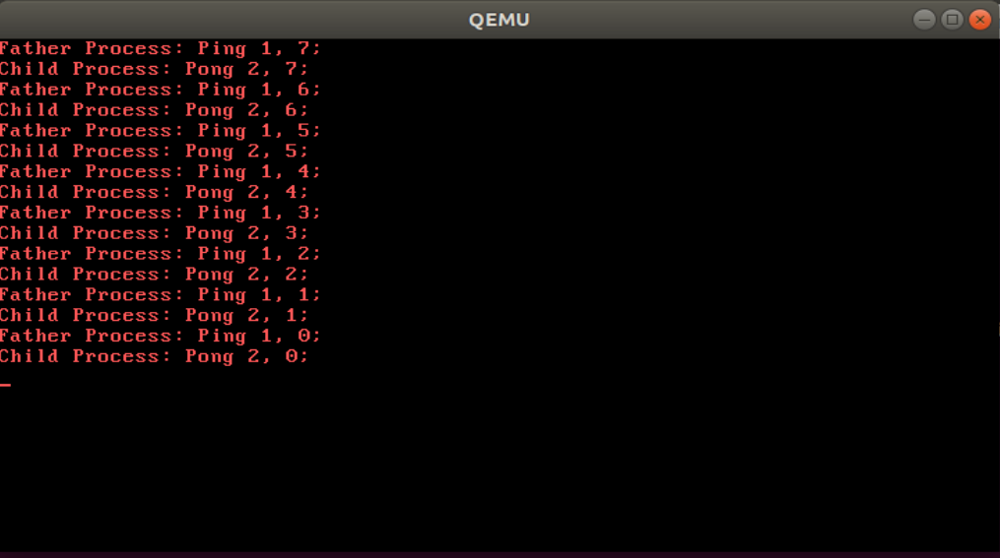 QEMU
Father Process: Ping 1, 7;
Child Process: Pong 2, 7;
Father Process: Ping 1, 6;
Child Process: Pong 2, 6;
Father Process: Ping 1, 5;
Child Process: Pong 2, 5;
Father Process: Ping 1, 4;
Child Process: Pong 2, 4;
Father Process: Ping 1, 3;
Child Process: Pong 2, 3;
Father Process: Ping 1, 2;
Child Process: Pong 2, 2;
Father Process: Ping 1, 1;
Child Process: Pong 2, 1;
Father Process: Ping 1, 0;
Child Process: Pong 2, 0;